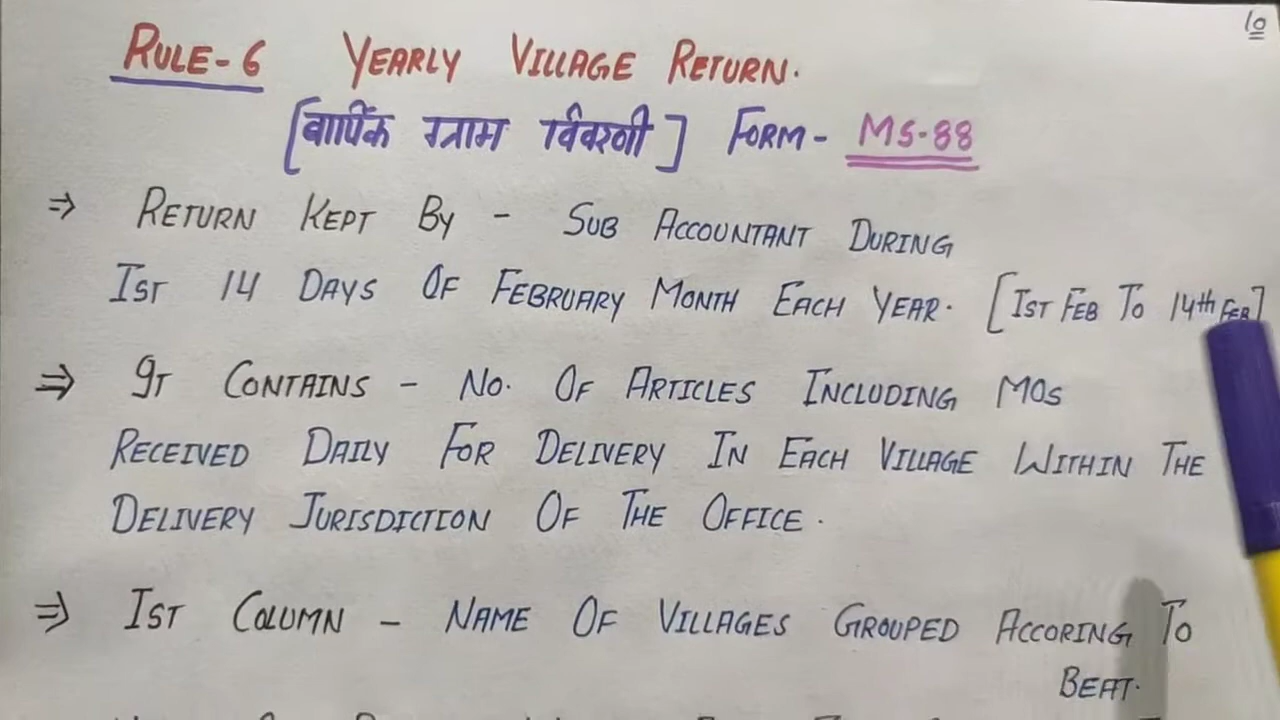 10
RULE-6 YEARLY VILLAGE RETURN.
[वार्षिक ग्राम विवरणी] FORM- MS-88
⇒ RETURN KEPT BY - SUB ACCOUNTANT DURING
IST 14 DAYS OF FEBRUARY MONTH EACH YEAR. [IST FEB TO 14th FEB]
⇒ IT CONTAINS - NO. OF ARTICLES INCLUDING MOS
RECEIVED DAILY FOR DELIVERY IN EACH VILLAGE WITHIN THE
DELIVERY JURISDICTION OF THE OFFICE.
⇒ IST COLUMN - NAME OF VILLAGES GROUPED ACCORING TO
BEAT.